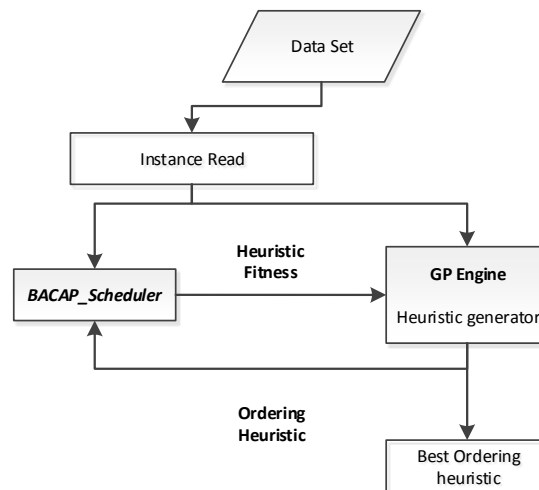 Data Set
Instance Read
Heuristic
Fitness
BACAP_Scheduler
GP Engine
Heuristic generator
Ordering
Heuristic
Best Ordering
heuristic